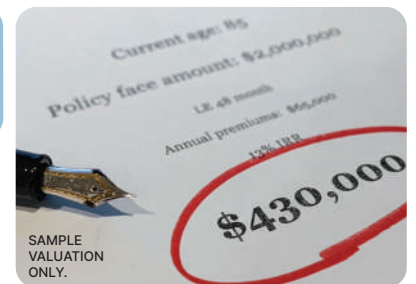 Current age: 85
Policy face amount: $2,000,000
LE 48 month
Annual premiums: $65,000
13% IRR
$430,000
SAMPLE
VALUATION
ONLY.